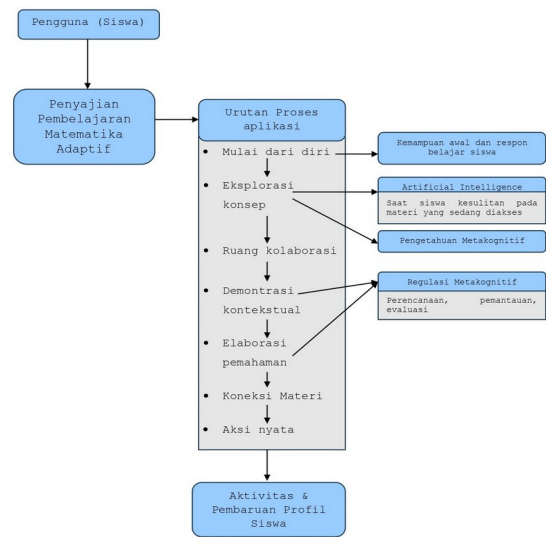 Pengguna (Siswa)
Penyajian
Pembelajaran
Matematika
Adaptif
Urutan Proses
aplikasi
• Mulai dari diri
• Eksplorasi
konsep
• Ruang kolaborasi
• Demontrasi
kontekstual
• Elaborasi
pemahaman
• Koneksi Materi
• Aksi nyata
Kemampuan awal dan respon
belajar siswa
Artificial Intelligence
Saat siswa kesulitan pada
materi yang sedang diakses
Pengetahuan Metakognitif
Regulasi Metakognitif
Perencanaan, pemantauan,
evaluasi
Aktivitas &
Pembaruan Profil
Siswa